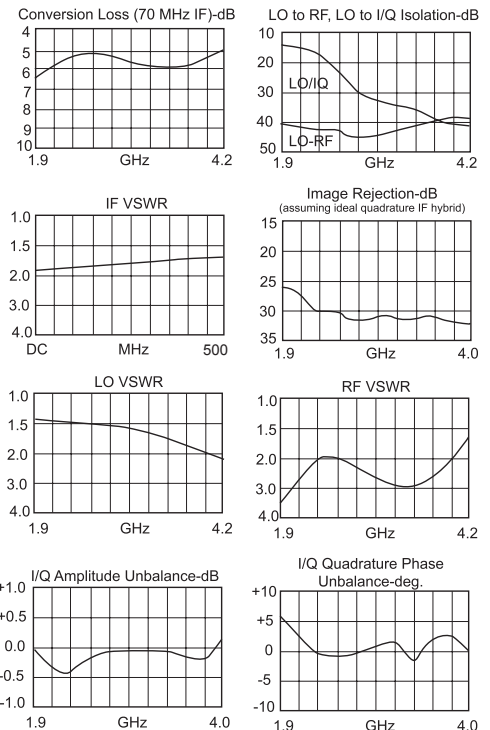 Conversion Loss (70 MHz IF)-dB
4
5
6
7
8
9
10
1.9 GHz 4.2
LO to RF, LO to I/Q Isolation-dB
10
20
30
40
50
LO/IQ
LO-RF
1.9 GHz 4.2
IF VSWR
1.0
1.5
2.0
3.0
4.0
DC MHz 500
Image Rejection-dB
(assuming ideal quadrature IF hybrid)
15
20
25
30
35
1.9 GHz 4.0
LO VSWR
1.0
1.5
2.0
3.0
4.0
1.9 GHz 4.2
RF VSWR
1.0
1.5
2.0
3.0
4.0
1.9 GHz 4.2
I/Q Amplitude Unbalance-dB
+1.0
+0.5
0.0
-0.5
-1.0
1.9 GHz 4.0
I/Q Quadrature Phase
Unbalance-deg.
+10
+5
0
-5
-10
1.9 GHz 4.0